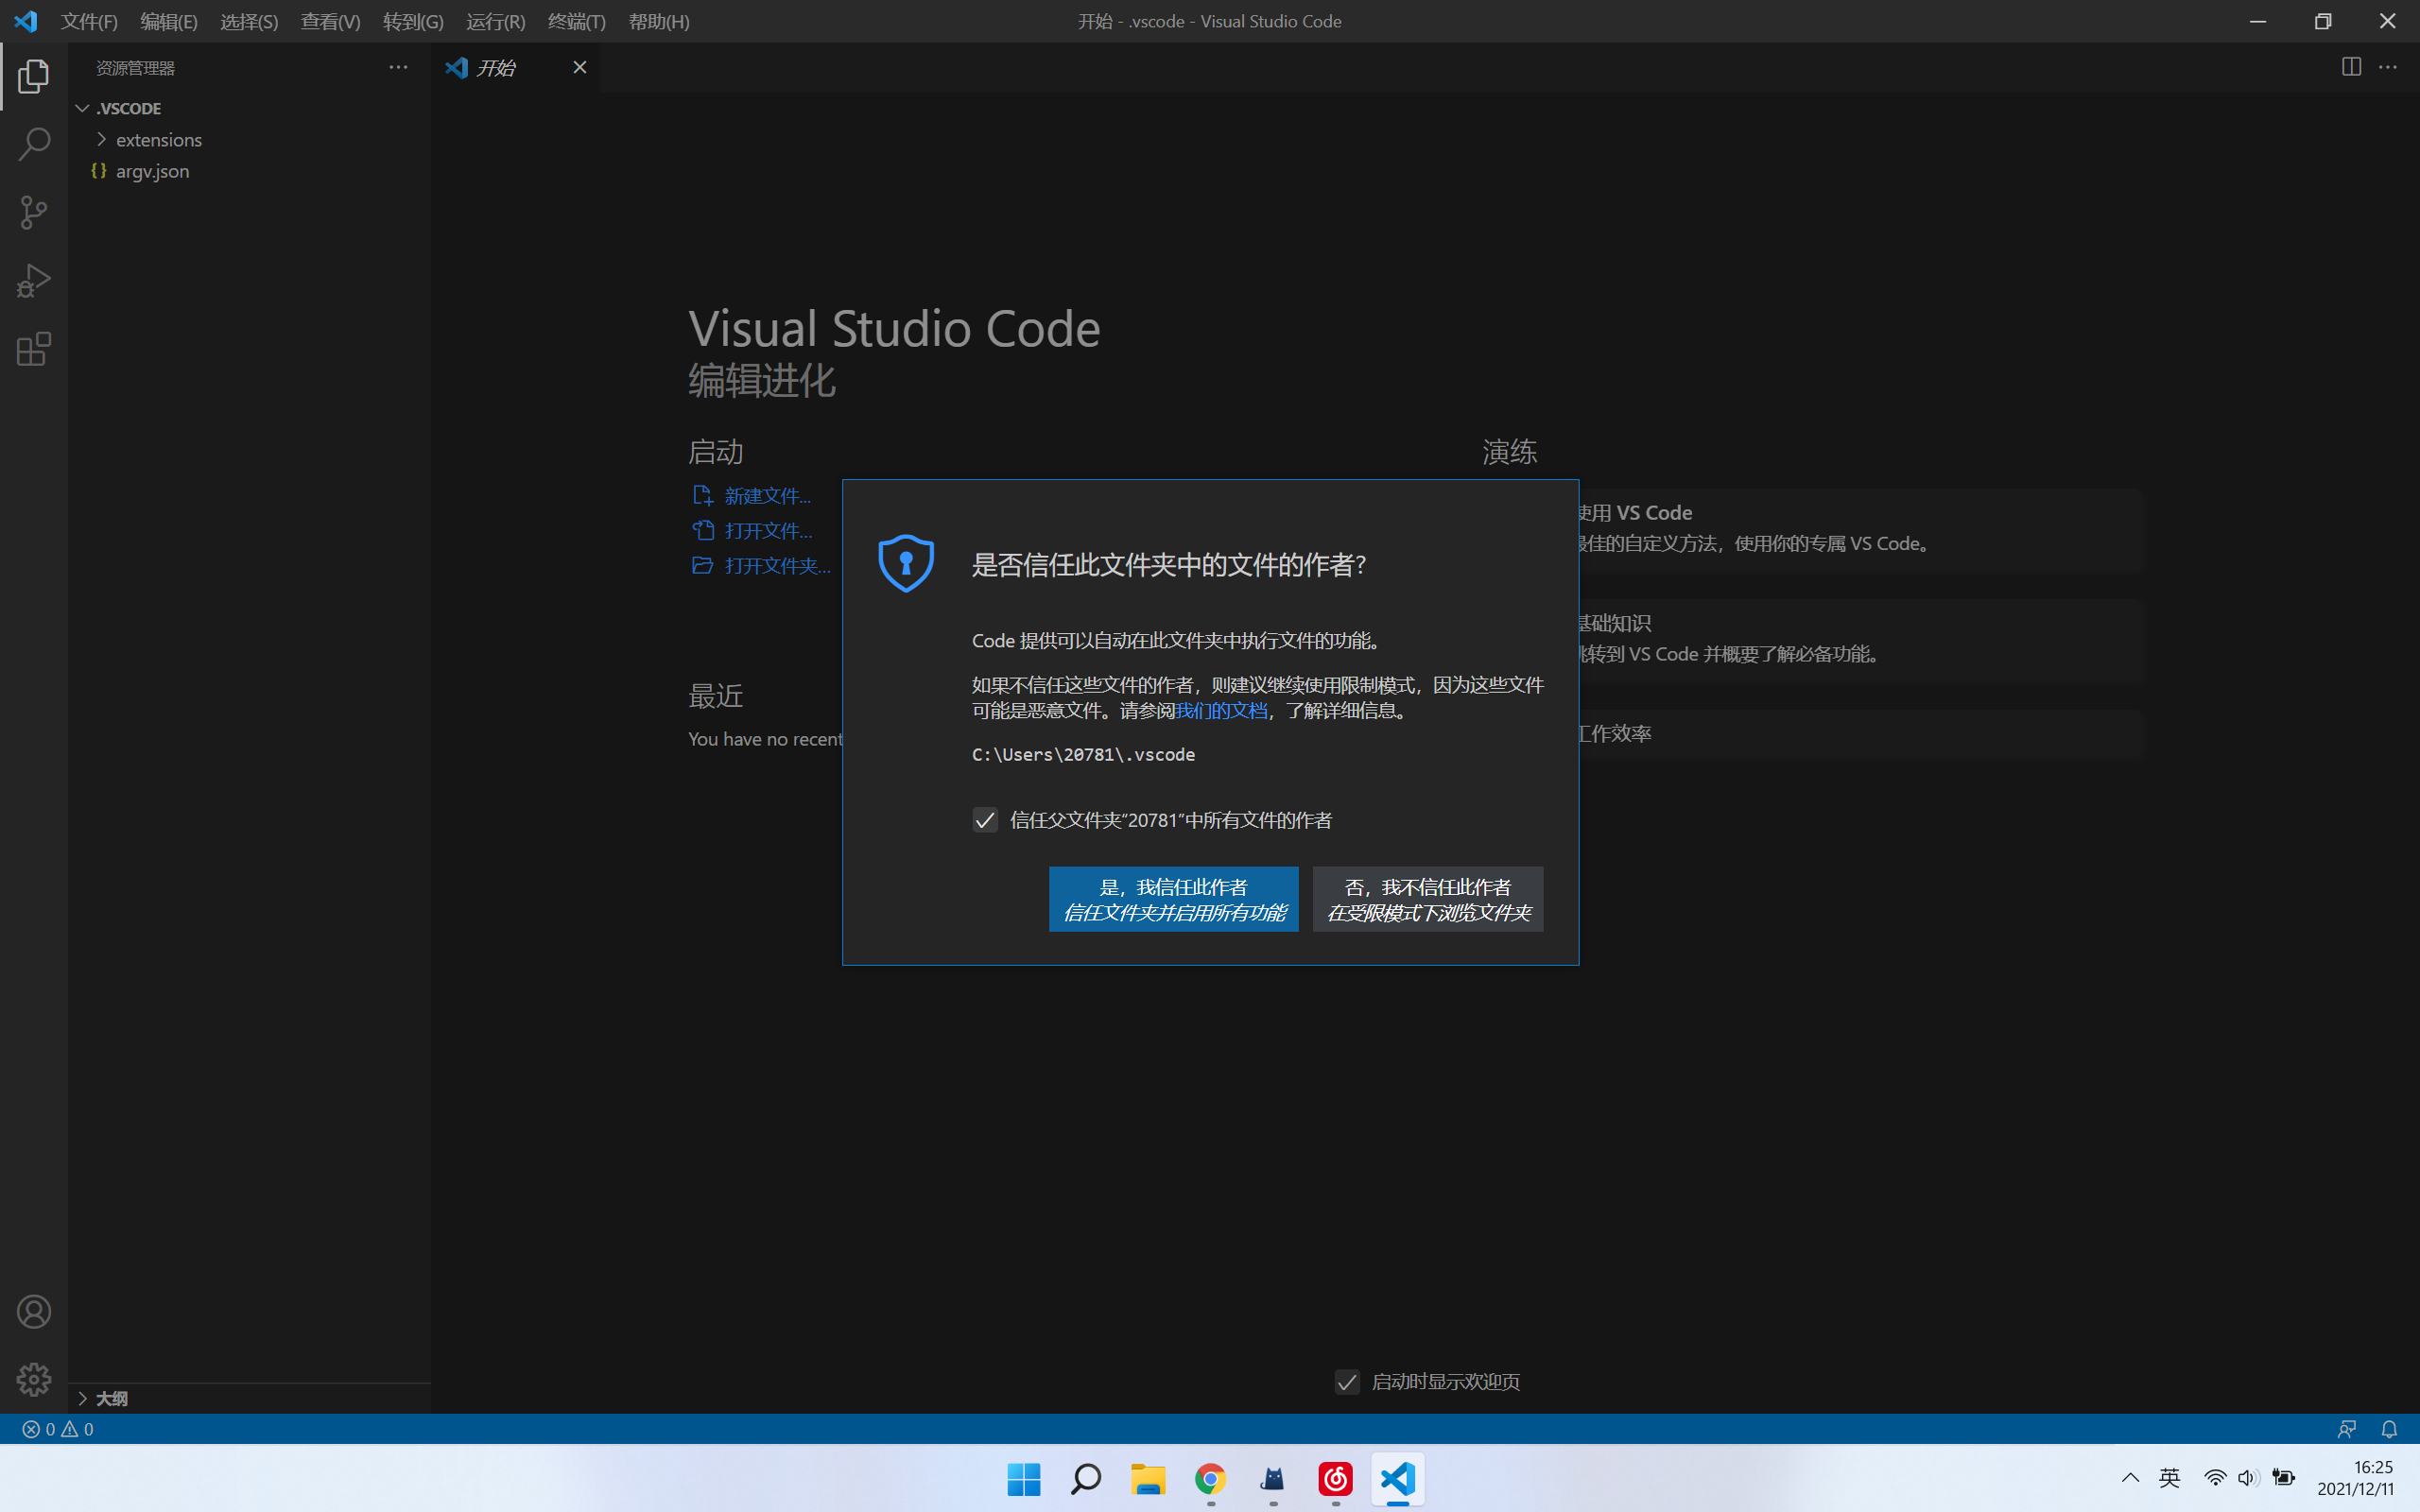 文件(F) 编辑(E) 选择(S) 查看(V) 转到(G) 运行(R) 终端(T) 帮助(H)
开始 - .vscode - Visual Studio Code
资源管理器
开始
.VSCODE
extensions
argv.json
Visual Studio Code
编辑进化
启动
新建文件...
打开文件...
打开文件夹...
最近
You have no recent
演练
使用 VS Code
最佳的自定义方法，使用你的专属 VS Code。
基础知识
跳转到 VS Code 并概要了解必备功能。
工作效率
是否信任此文件夹中的文件的作者?
Code 提供可以自动在此文件夹中执行文件的功能。
如果不信任这些文件的作者，则建议继续使用限制模式，因为这些文件
可能是恶意文件。请参阅我们的文档，了解详细信息。
C:\Users\20781\.vscode
信任父文件夹“20781”中所有文件的作者
是，我信任此作者
信任文件夹并启用所有功能
否，我不信任此作者
在受限模式下浏览文件夹
启动时显示欢迎页
大纲
0 0
英
16:25
2021/12/11